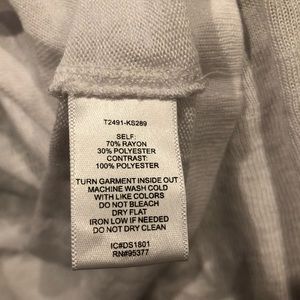 T2491-KS289
SELF:
70% RAYON
30% POLYESTER
CONTRAST:
100% POLYESTER
TURN GARMENT INSIDE OUT
MACHINE WASH COLD
WITH LIKE COLORS
DO NOT BLEACH
DRY FLAT
IRON LOW IF NEEDED
DO NOT DRY CLEAN
IC#DS1801
RN#95377